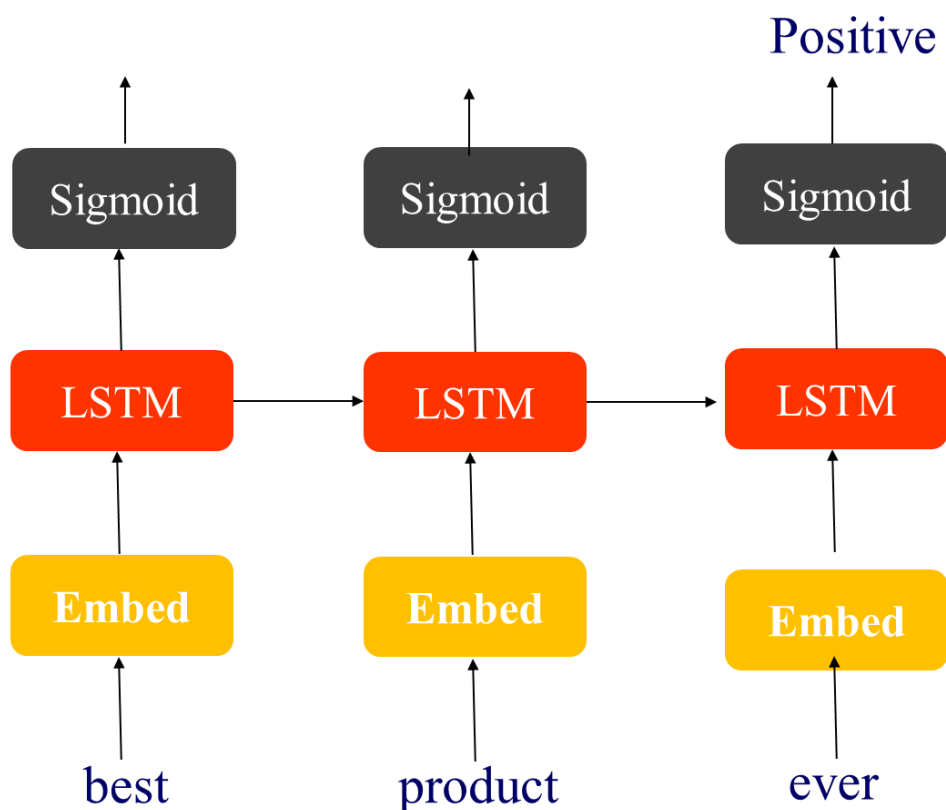 Positive
Sigmoid Sigmoid Sigmoid
LSTM LSTM LSTM
Embed Embed Embed
best product ever